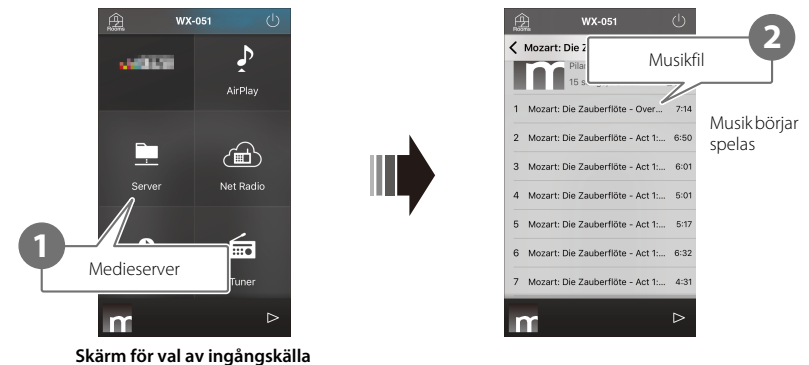 Rooms
WX-051
AirPlay
Server
Net Radio
1
Medieserver
Tuner
m
Skärm för val av ingångskälla
Rooms
WX-051
2
Mozart: Die Z
Musikfil
m
15 s
1 Mozart: Die Zauberflöte - Over... 7:14
2 Mozart: Die Zauberflöte - Act 1:... 6:50
3 Mozart: Die Zauberflöte - Act 1:... 6:01
4 Mozart: Die Zauberflöte - Act 1:... 5:01
5 Mozart: Die Zauberflöte - Act 1:... 5:17
6 Mozart: Die Zauberflöte - Act 1:... 6:32
7 Mozart: Die Zauberflöte - Act 1:... 4:31
m
Musik börjar
spelas